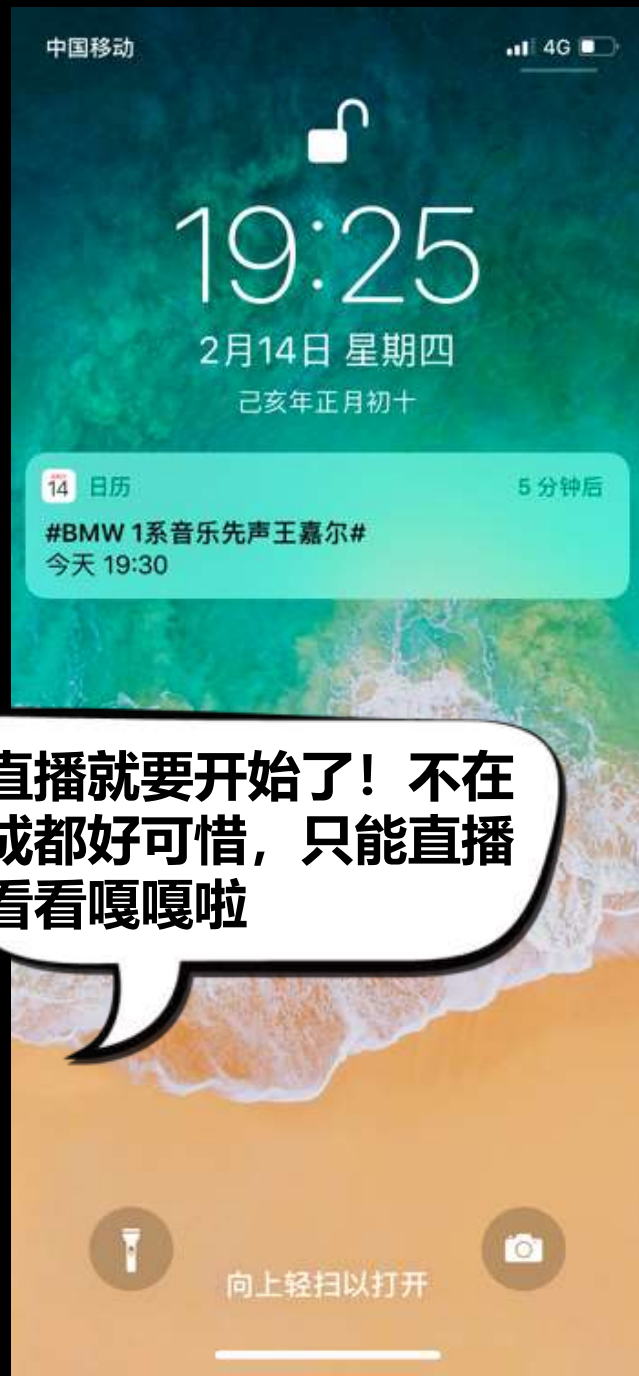 中国移动
4G
19:25
2月14日 星期四
己亥年正月初十
14 日历
5 分钟后
#BMW 1系音乐先声王嘉尔#
今天 19:30
直播就要开始了！不在
成都好可惜，只能直播
看看嘎嘎啦
向上轻扫以打开